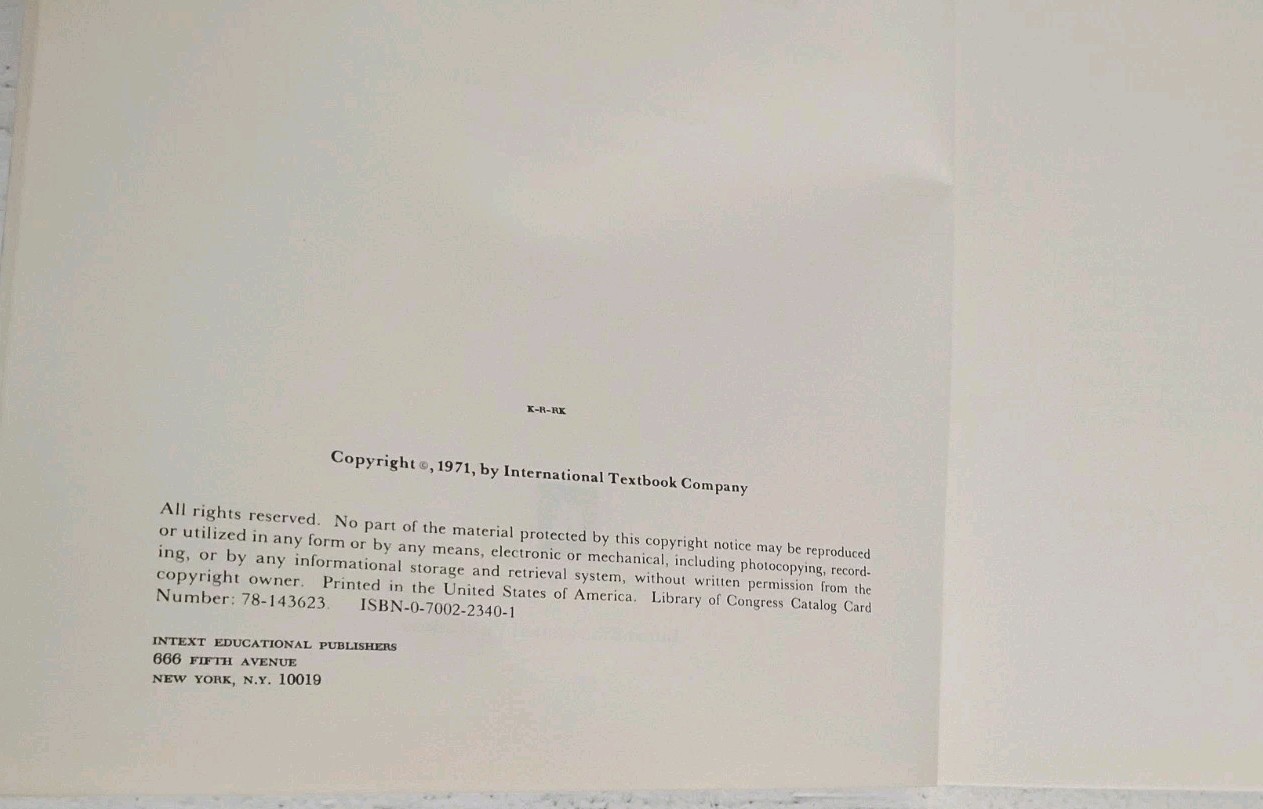 K-R-RK
Copyright ©, 1971, by International Textbook Company
All rights reserved. No part of the material protected by this copyright notice may be reproduced
or utilized in any form or by any means, electronic or mechanical, including photocopying, record-
ing, or by any informational storage and retrieval system, without written permission from the
copyright owner. Printed in the United States of America. Library of Congress Catalog Card
Number: 78-143623. ISBN-0-7002-2340-1
INTEXT EDUCATIONAL PUBLISHERS
666 FIFTH AVENUE
NEW YORK, N.Y. 10019